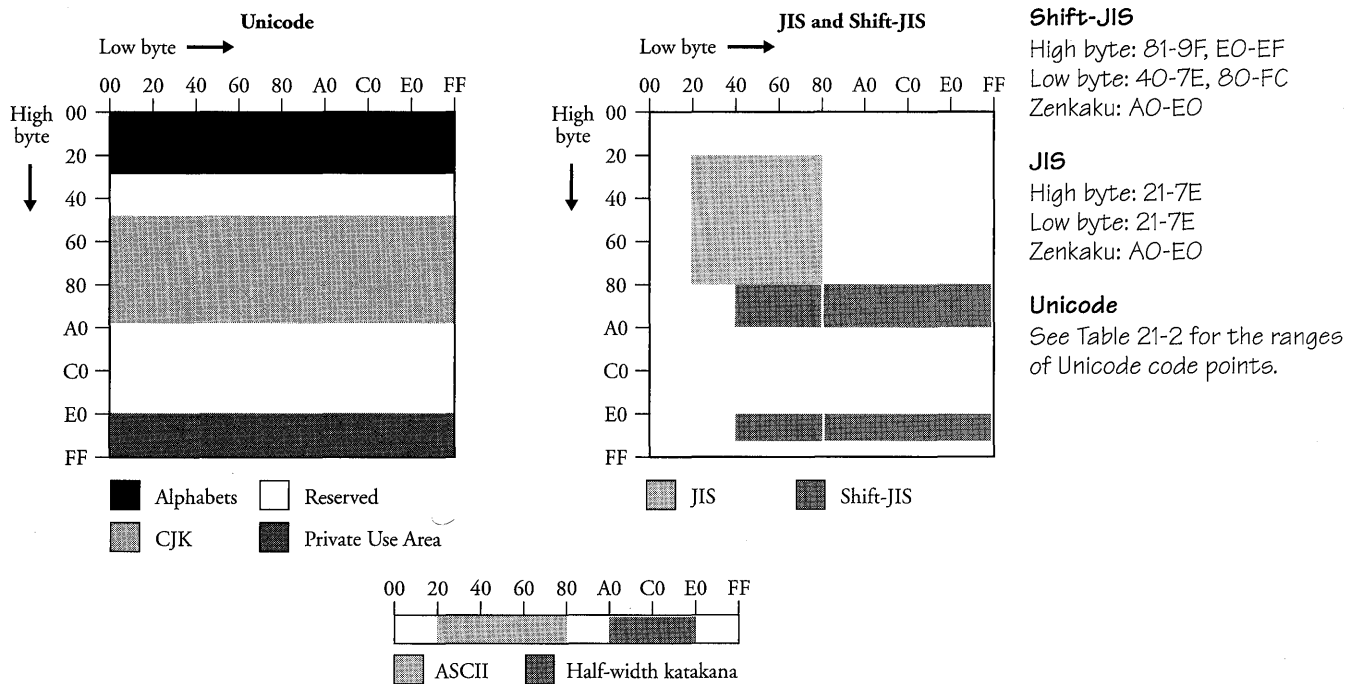 Unicode
Low byte
00 20 40 60 80 A0 C0 E0 FF
High
byte
00
20
40
60
80
A0
C0
E0
FF
Alphabets
Reserved
CJK
Private Use Area
JIS and Shift-JIS
Low byte
00 20 40 60 80 A0 C0 E0 FF
High
byte
00
20
40
60
80
A0
C0
E0
FF
JIS
Shift-JIS
00 20 40 60 80 A0 C0 E0 FF
ASCII
Half-width katakana
Shift-JIS
High byte: 81-9F, E0-EF
Low byte: 40-7E, 80-FC
Zenkaku: A0-E0
JIS
High byte: 21-7E
Low byte: 21-7E
Zenkaku: A0-E0
Unicode
See Table 21-2 for the ranges
of Unicode code points.